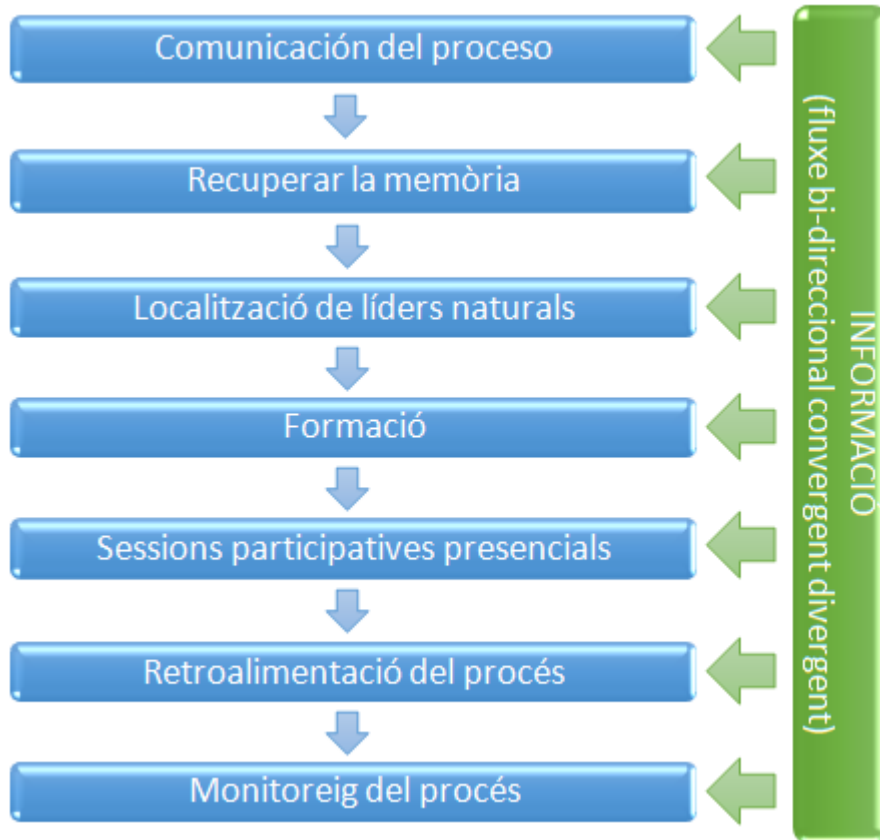 Comunicación del proceso
Recuperar la memòria
Localització de líders naturals
Formació
Sessions participatives presencials
Retroalimentació del procés
Monitoreig del procés
INFORMACIÓ
(fluxe bi-direccional convergent divergent)